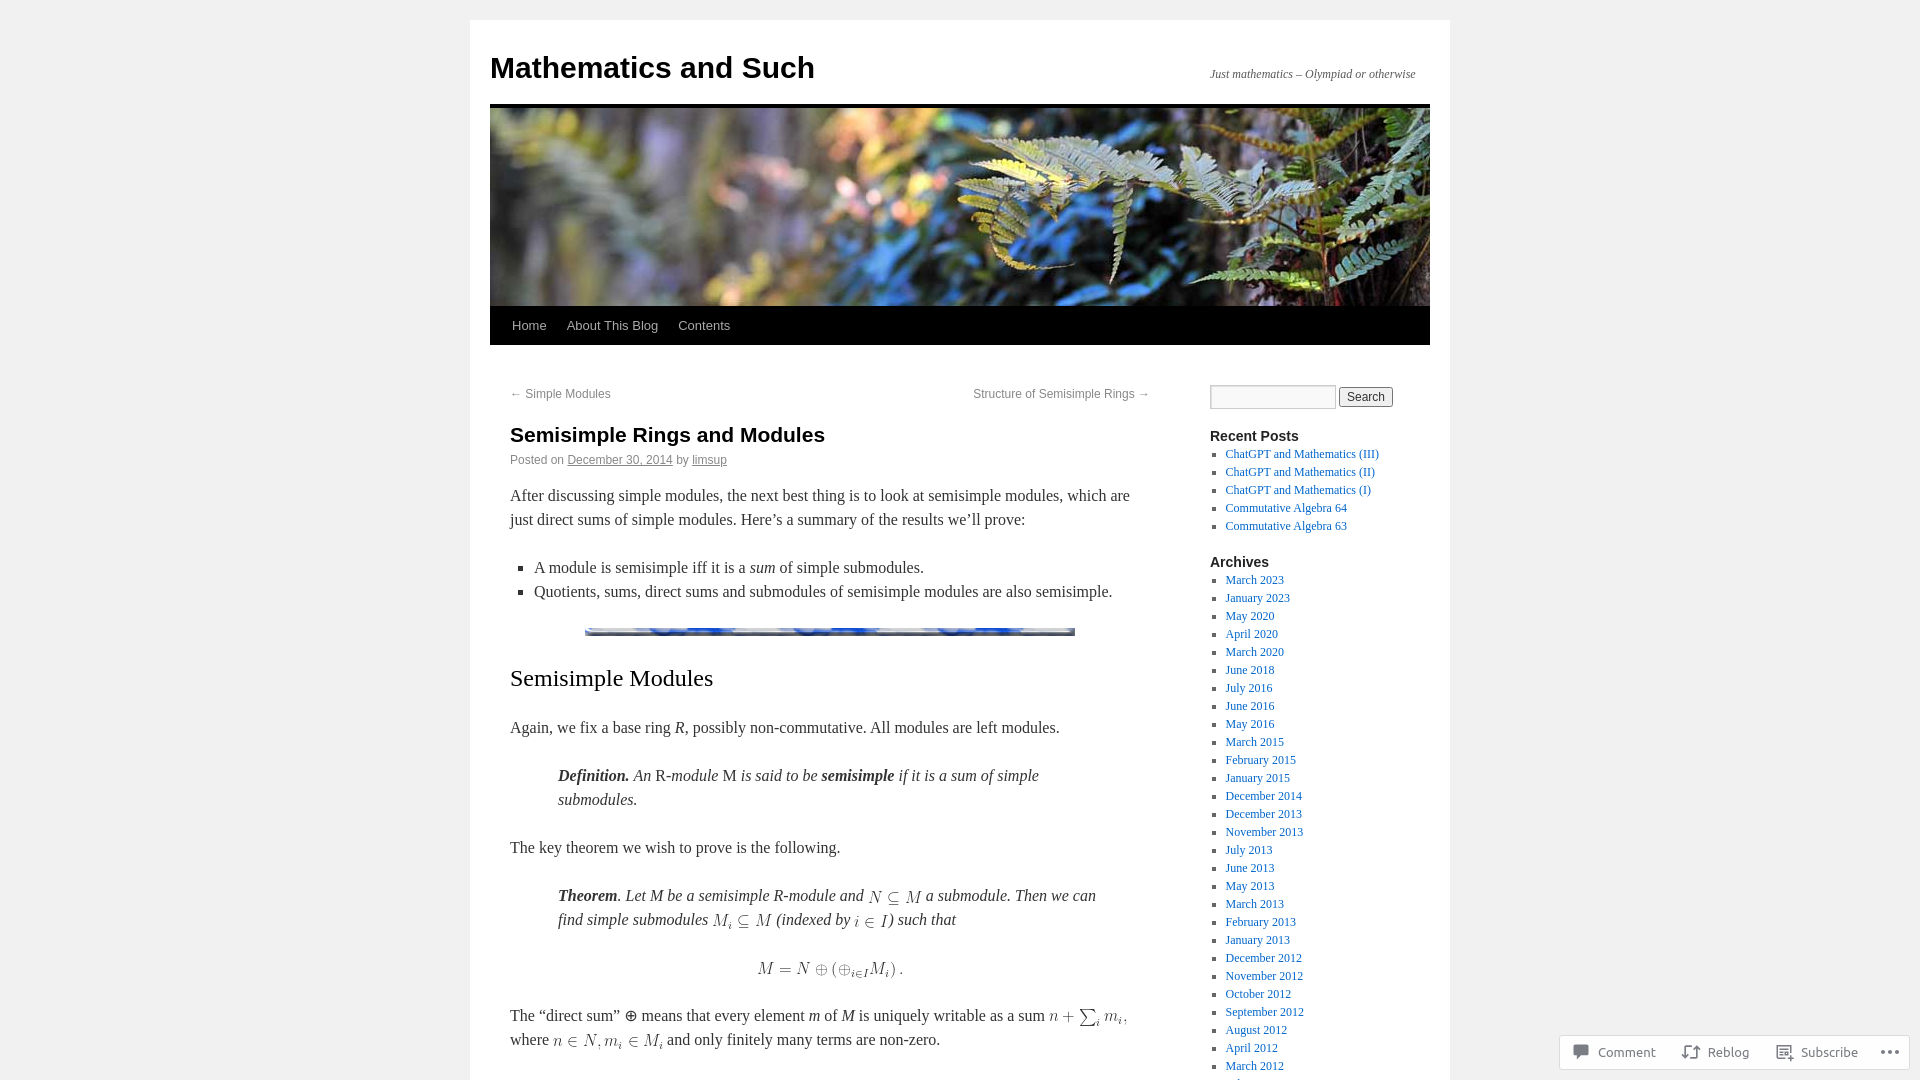 Mathematics and Such
Just mathematics – Olympiad or otherwise
Home About This Blog Contents
← Simple Modules
Structure of Semisimple Rings →
Semisimple Rings and Modules
Posted on December 30, 2014 by limsup
After discussing simple modules, the next best thing is to look at semisimple modules, which are
just direct sums of simple modules. Here’s a summary of the results we’ll prove:
A module is semisimple iff it is a sum of simple submodules.
Quotients, sums, direct sums and submodules of semisimple modules are also semisimple.
Semisimple Modules
Again, we fix a base ring R, possibly non-commutative. All modules are left modules.
Definition. An R-module M is said to be semisimple if it is a sum of simple
submodules.
The key theorem we wish to prove is the following.
Theorem. Let M be a semisimple R-module and N ⊆ M a submodule. Then we can
find simple submodules M_i ⊆ M (indexed by i ∈ I) such that
M = N ⊕ (⊕_{i∈I} M_i).
The “direct sum” ⊕ means that every element m of M is uniquely writable as a sum n + ∑_i m_i,
where n ∈ N, m_i ∈ M_i and only finitely many terms are non-zero.
Search
Recent Posts
ChatGPT and Mathematics (III)
ChatGPT and Mathematics (II)
ChatGPT and Mathematics (I)
Commutative Algebra 64
Commutative Algebra 63
Archives
March 2023
January 2023
May 2020
April 2020
March 2020
June 2018
July 2016
June 2016
May 2016
March 2015
February 2015
January 2015
December 2014
December 2013
November 2013
July 2013
June 2013
May 2013
March 2013
February 2013
January 2013
December 2012
November 2012
October 2012
September 2012
August 2012
April 2012
March 2012
Comment Reblog Subscribe